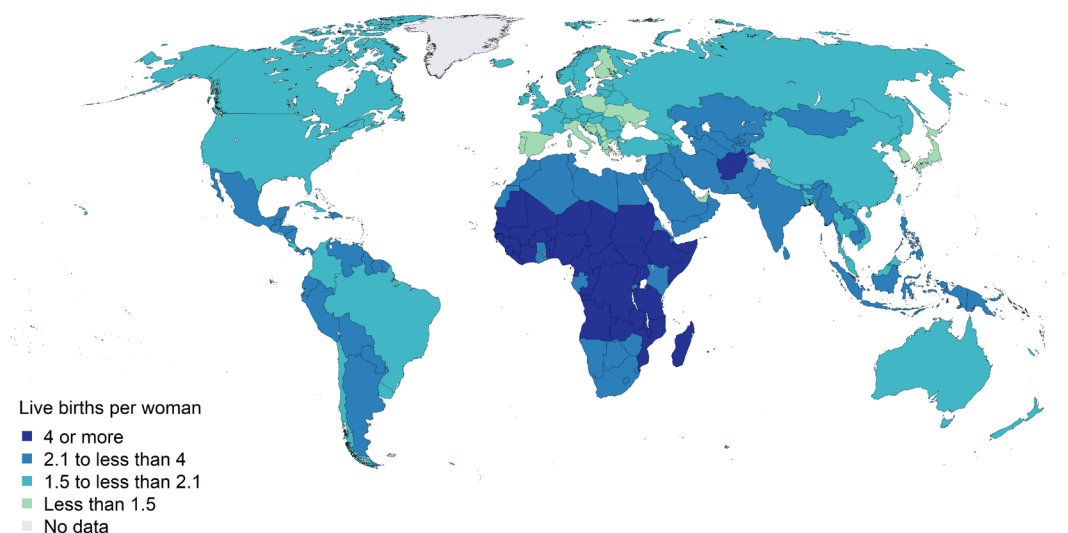 Live births per woman
4 or more
2.1 to less than 4
1.5 to less than 2.1
Less than 1.5
No data